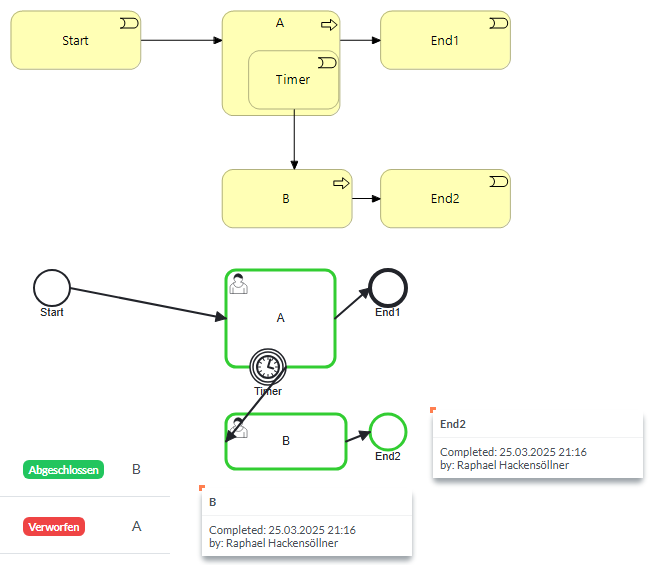 Start
A
End1
Timer
B
End2
Start
A
End1
Timer
B
End2
End2
Completed: 25.03.2025 21:16
by: Raphael Hackensöllner
Abgeschlossen B
Verworfen A
B
Completed: 25.03.2025 21:16
by: Raphael Hackensöllner